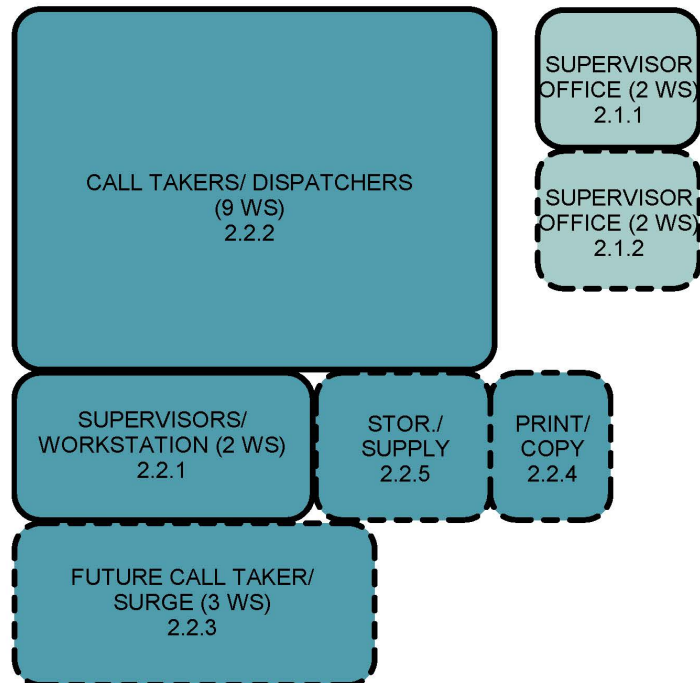 CALL TAKERS/ DISPATCHERS
(9 WS)
2.2.2
SUPERVISOR
OFFICE (2 WS)
2.1.1
SUPERVISOR
OFFICE (2 WS)
2.1.2
SUPERVISORS/
WORKSTATION (2 WS)
2.2.1
STOR./
SUPPLY
2.2.5
PRINT/
COPY
2.2.4
FUTURE CALL TAKER/
SURGE (3 WS)
2.2.3